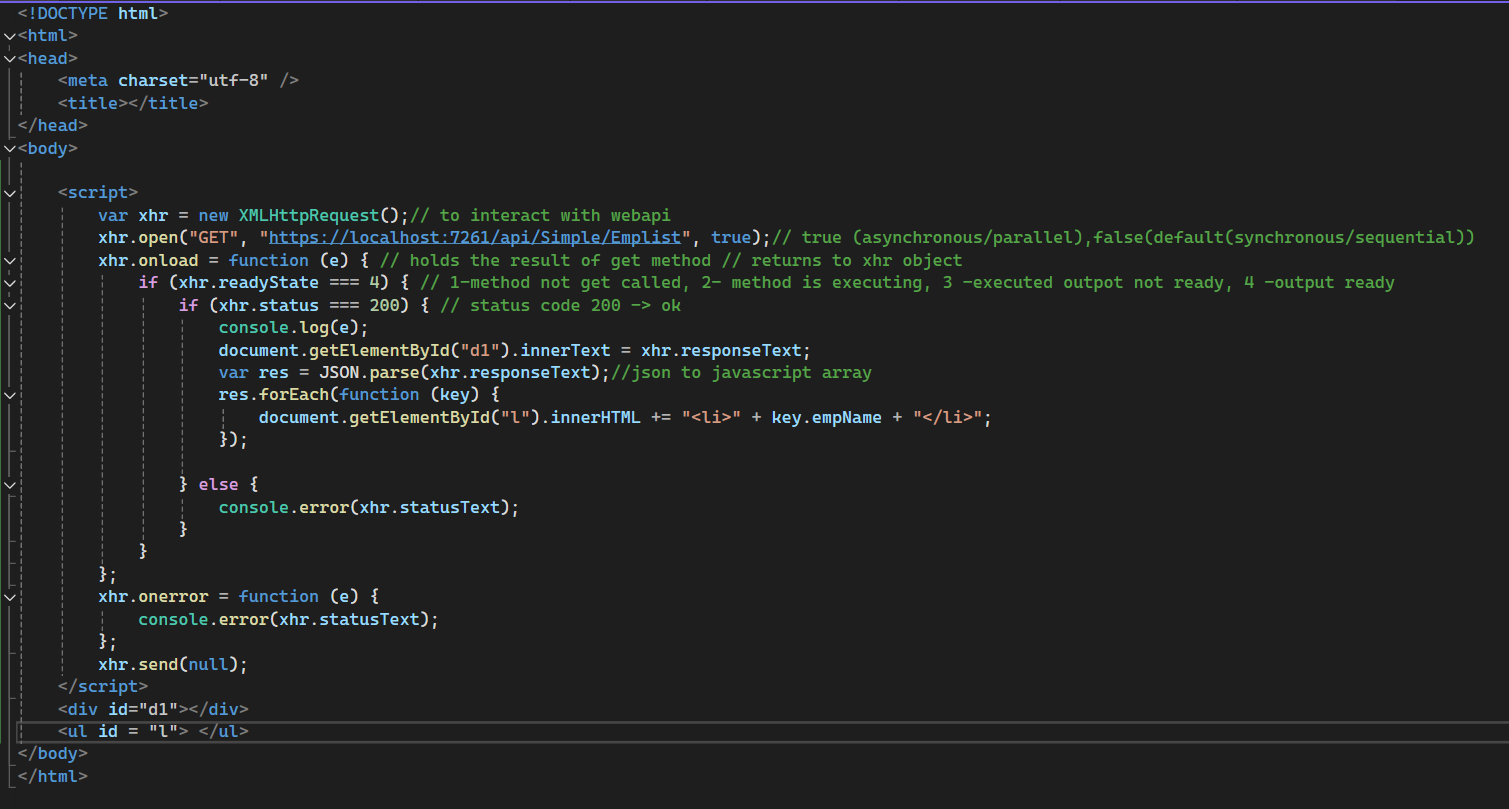 <!DOCTYPE html>
<html>
<head>
    <meta charset="utf-8" />
    <title></title>
</head>
<body>

    <script>
        var xhr = new XMLHttpRequest();// to interact with webapi
        xhr.open("GET", "https://localhost:7261/api/Simple/Emplist", true);// true (asynchronous/parallel),false(default(synchronous/sequential))
        xhr.onload = function (e) { // holds the result of get method // returns to xhr object
            if (xhr.readyState === 4) { // 1-method not get called, 2- method is executing, 3 -executed outpot not ready, 4 -output ready
                if (xhr.status === 200) { // status code 200 -> ok
                    console.log(e);
                    document.getElementById("d1").innerText = xhr.responseText;
                    var res = JSON.parse(xhr.responseText);//json to javascript array
                    res.forEach(function (key) {
                        document.getElementById("l").innerHTML += "<li>" + key.empName + "</li>";
                    });

                } else {
                    console.error(xhr.statusText);
                }
            }
        };
        xhr.onerror = function (e) {
            console.error(xhr.statusText);
        };
        xhr.send(null);
    </script>
    <div id="d1"></div>
    <ul id = "l"> </ul>
</body>
</html>